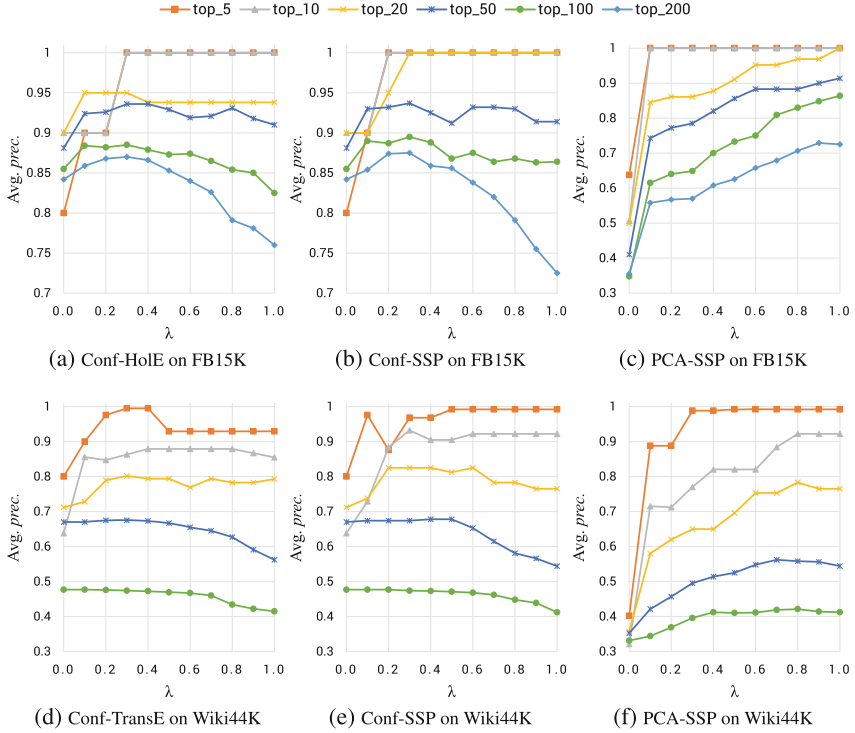 top_5 top_10 top_20 top_50 top_100 top_200
1
0.95
0.9
0.85
0.8
0.75
0.7
Avg. prec.
0.0 0.2 0.4 0.6 0.8 1.0
λ
(a) Conf-HolE on FB15K
1
0.95
0.9
0.85
0.8
0.75
0.7
Avg. prec.
0.0 0.2 0.4 0.6 0.8 1.0
λ
(b) Conf-SSP on FB15K
1
0.9
0.8
0.7
0.6
0.5
0.4
0.3
Avg. prec.
0.0 0.2 0.4 0.6 0.8 1.0
λ
(c) PCA-SSP on FB15K
1
0.9
0.8
0.7
0.6
0.5
0.4
0.3
Avg. prec.
0.0 0.2 0.4 0.6 0.8 1.0
λ
(d) Conf-TransE on Wiki44K
1
0.9
0.8
0.7
0.6
0.5
0.4
0.3
Avg. prec.
0.0 0.2 0.4 0.6 0.8 1.0
λ
(e) Conf-SSP on Wiki44K
1
0.9
0.8
0.7
0.6
0.5
0.4
0.3
Avg. prec.
0.0 0.2 0.4 0.6 0.8 1.0
λ
(f) PCA-SSP on Wiki44K